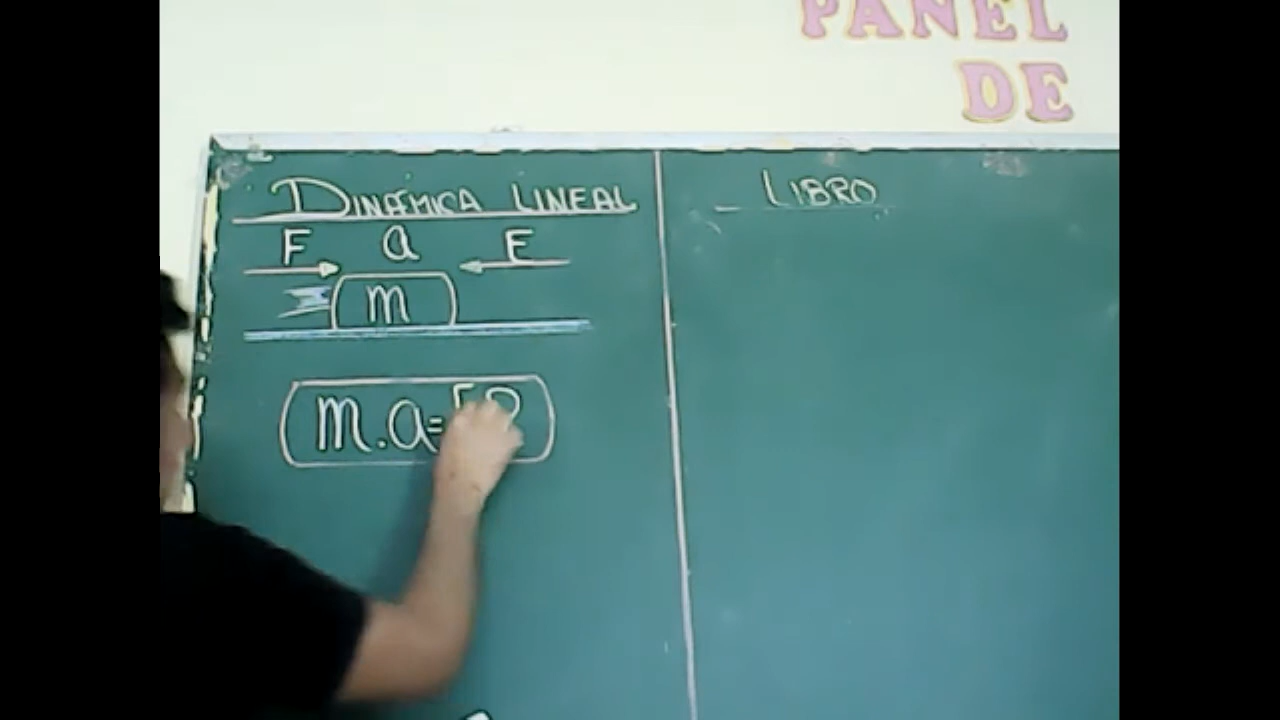 PANEL
DE
DINÁMICA LINEAL
F a F
m
m.a=F
LIBRO